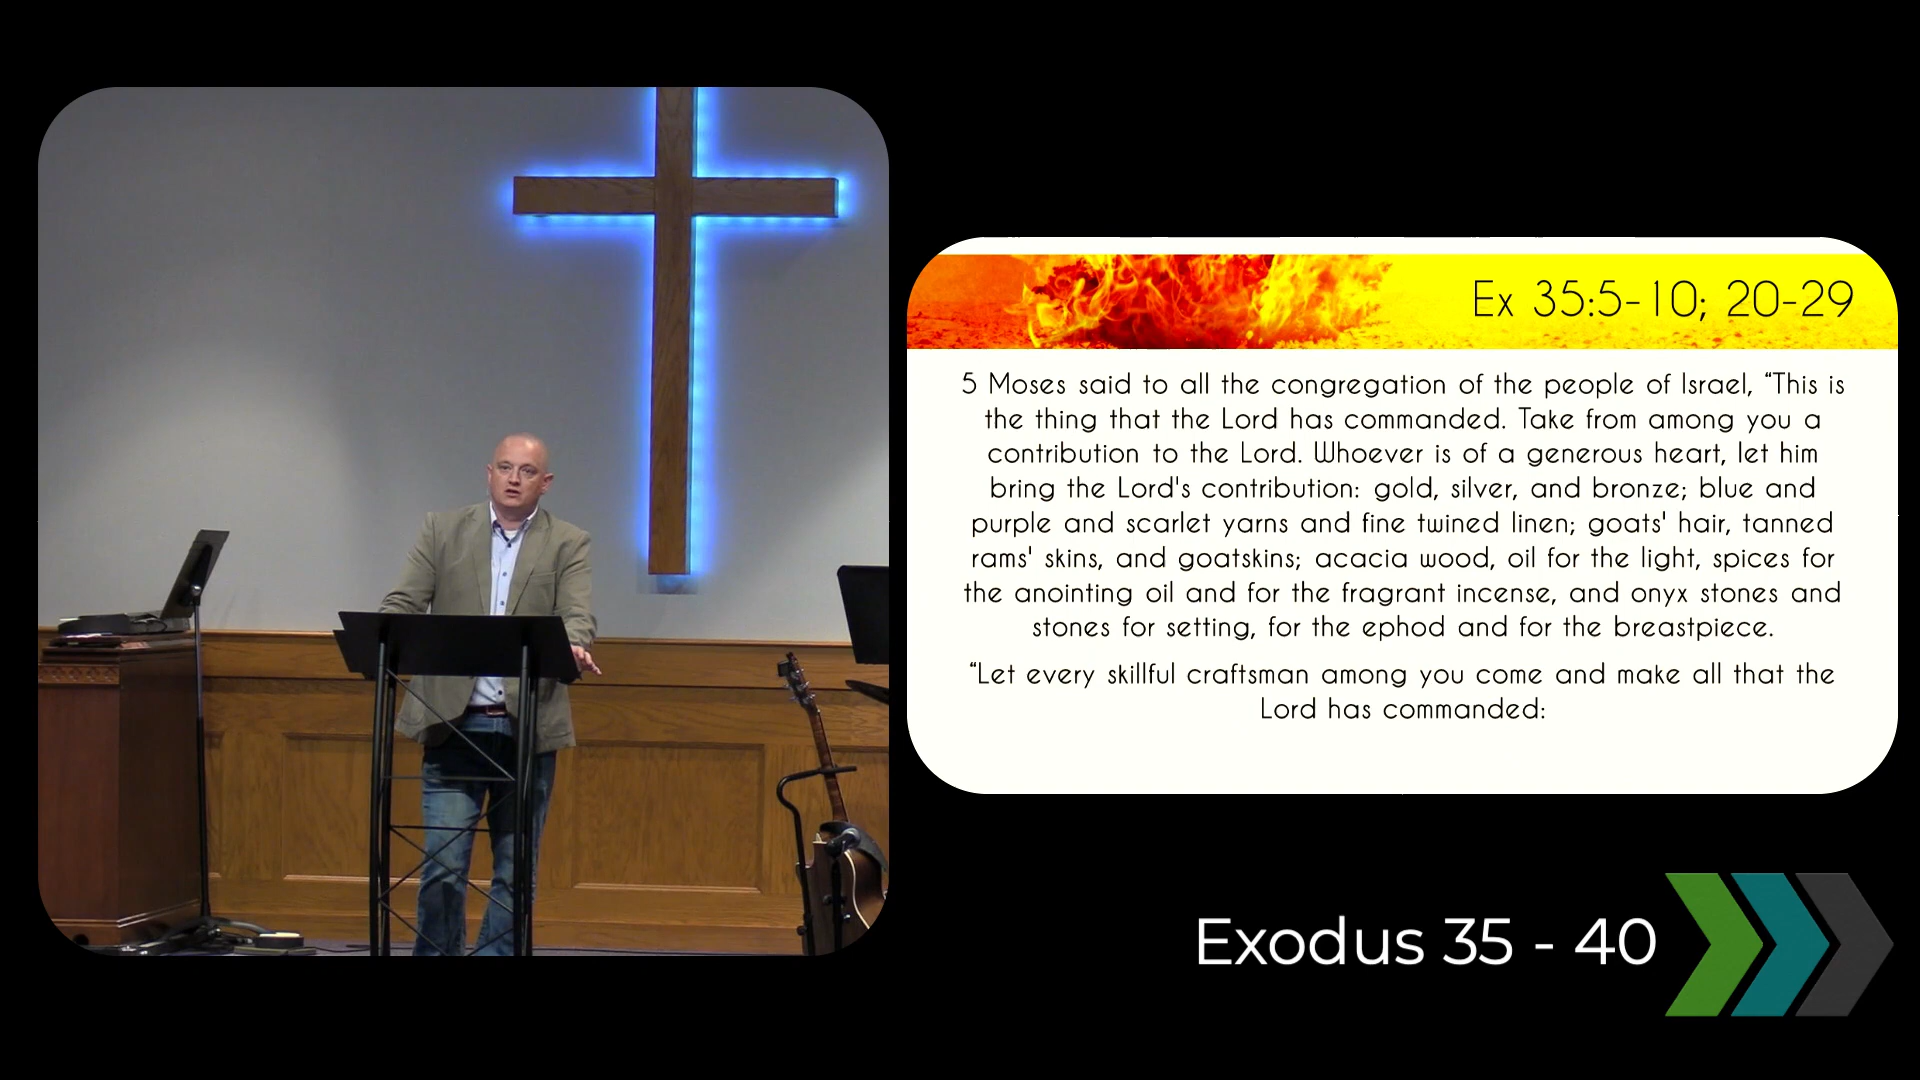 Ex 35:5-10; 20-29
5 Moses said to all the congregation of the people of Israel, “This is
the thing that the Lord has commanded. Take from among you a
contribution to the Lord. Whoever is of a generous heart, let him
bring the Lord's contribution: gold, silver, and bronze; blue and
purple and scarlet yarns and fine twined linen; goats' hair, tanned
rams' skins, and goatskins; acacia wood, oil for the light, spices for
the anointing oil and for the fragrant incense, and onyx stones and
stones for setting, for the ephod and for the breastpiece.
“Let every skillful craftsman among you come and make all that the
Lord has commanded:
Exodus 35 - 40